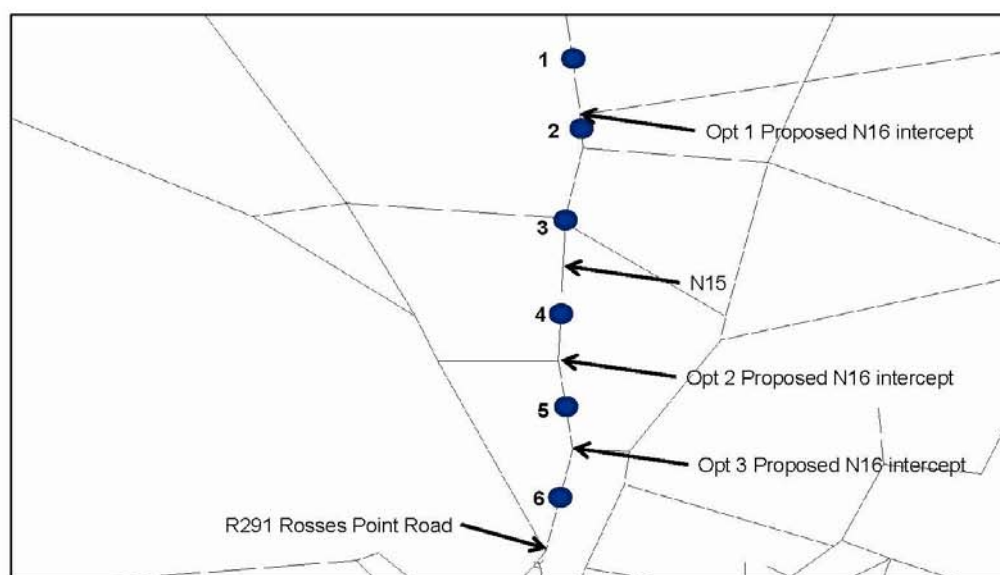 1
2
Opt 1 Proposed N16 intercept
3
N15
4
Opt 2 Proposed N16 intercept
5
Opt 3 Proposed N16 intercept
6
R291 Rosses Point Road